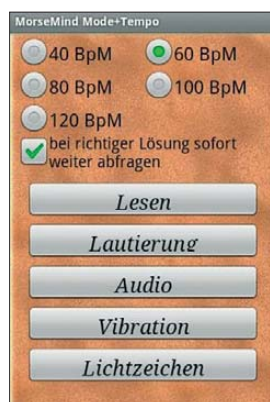 MorseMind Mode+Tempo
40 BpM 60 BpM
80 BpM 100 BpM
120 BpM
bei richtiger Lösung sofort
weiter abfragen
Lesen
Lautierung
Audio
Vibration
Lichtzeichen